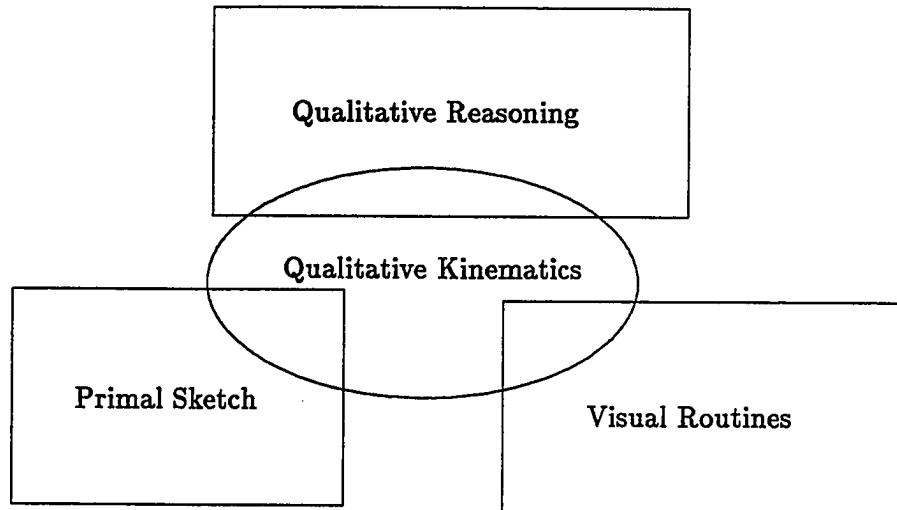 Qualitative Reasoning
Qualitative Kinematics
Primal Sketch
Visual Routines